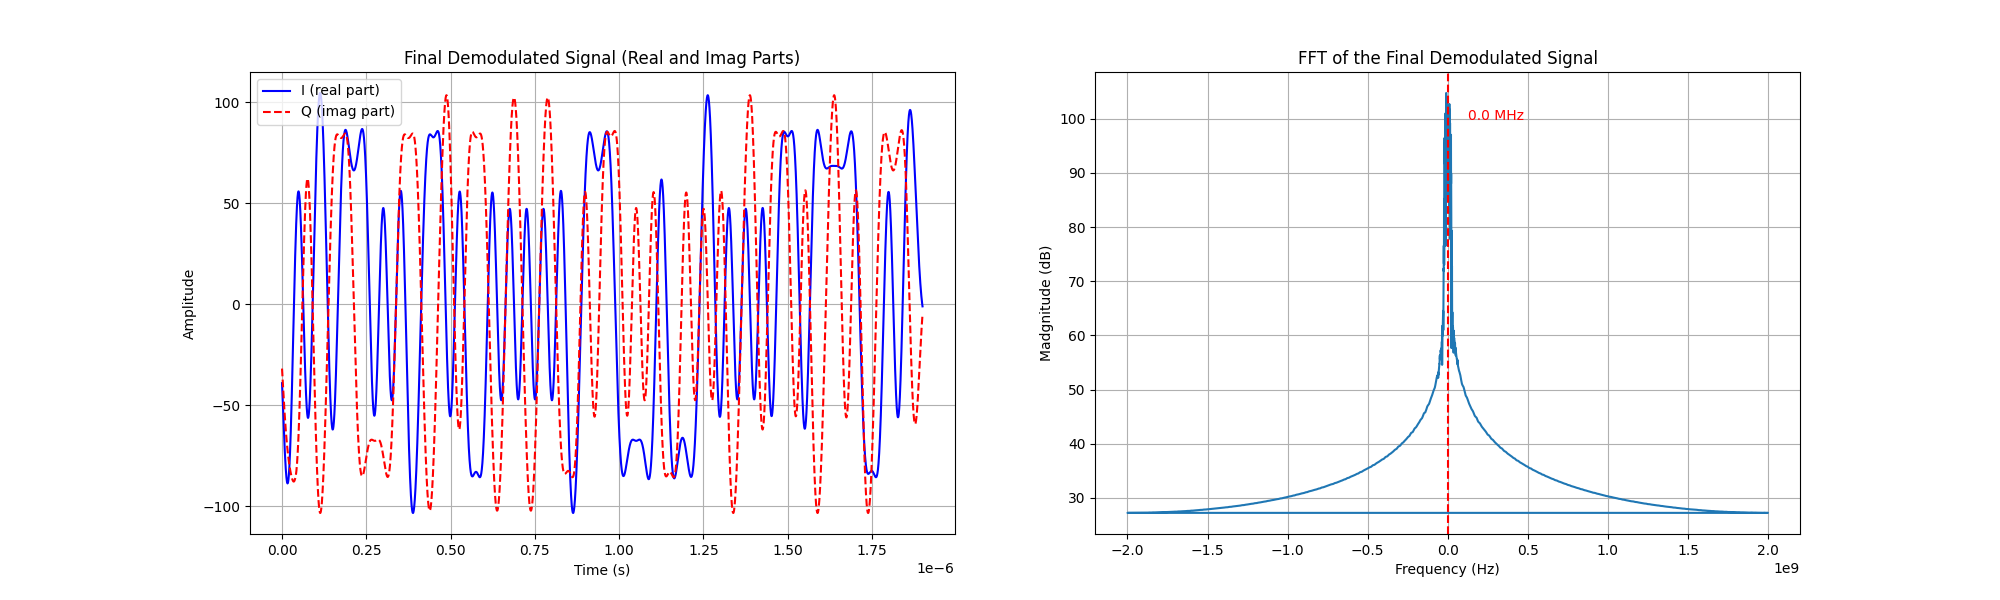 Final Demodulated Signal (Real and Imag Parts)
I (real part)
Q (imag part)
Amplitude
100
50
0
−50
−100
0.00 0.25 0.50 0.75 1.00 1.25 1.50 1.75
1e−6
Time (s)
FFT of the Final Demodulated Signal
0.0 MHz
Madgnitude (dB)
100
90
80
70
60
50
40
30
−2.0 −1.5 −1.0 −0.5 0.0 0.5 1.0 1.5 2.0
1e9
Frequency (Hz)